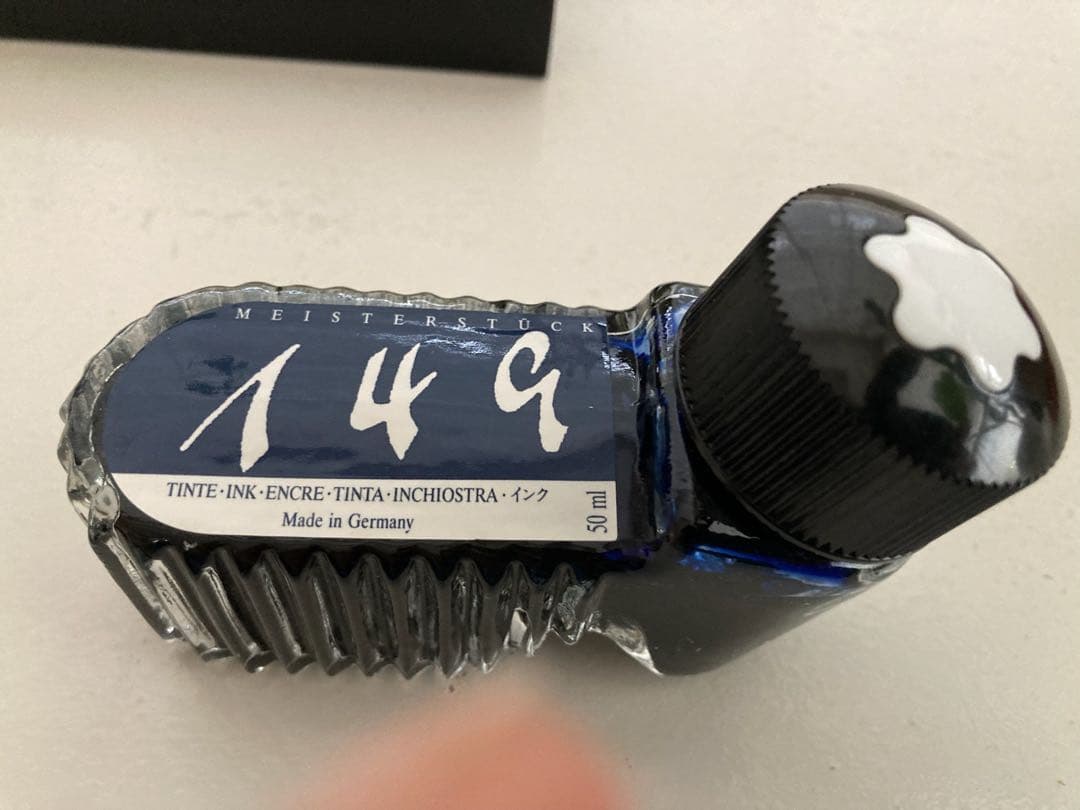 MEISTERSTÜCK
149
TINTE·INK·ENCRE·TINTA·INCHIOSTRA·インク
Made in Germany
50 ml